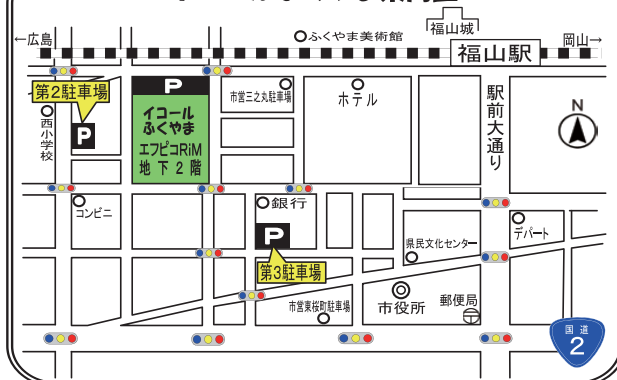 ←広島
ふくやま美術館
福山城
福山駅
岡山→
第2駐車場
P
西小学校
P
イコール
ふくやま
エフピコRiM
地下2階
市営三之丸駐車場
ホテル
駅前大通り
N
コンビニ
銀行
P
第3駐車場
県民文化センター
デパート
市営東桜町駐車場
市役所
郵便局
国道
2